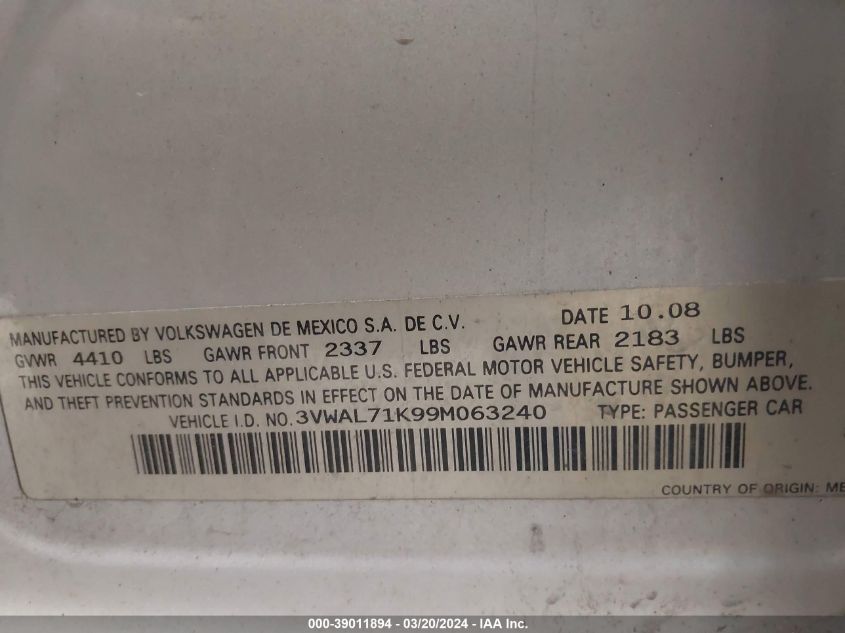 MANUFACTURED BY VOLKSWAGEN DE MEXICO S.A. DE C.V. DATE 10.08
GVWR 4410 LBS GAWR FRONT 2337 LBS GAWR REAR 2183 LBS
THIS VEHICLE CONFORMS TO ALL APPLICABLE U.S. FEDERAL MOTOR VEHICLE SAFETY, BUMPER,
AND THEFT PREVENTION STANDARDS IN EFFECT ON THE DATE OF MANUFACTURE SHOWN ABOVE.
VEHICLE I.D. NO. 3VWAL71K99M063240 TYPE: PASSENGER CAR
COUNTRY OF ORIGIN: ME
000-39011894 - 03/20/2024 - IAA Inc.